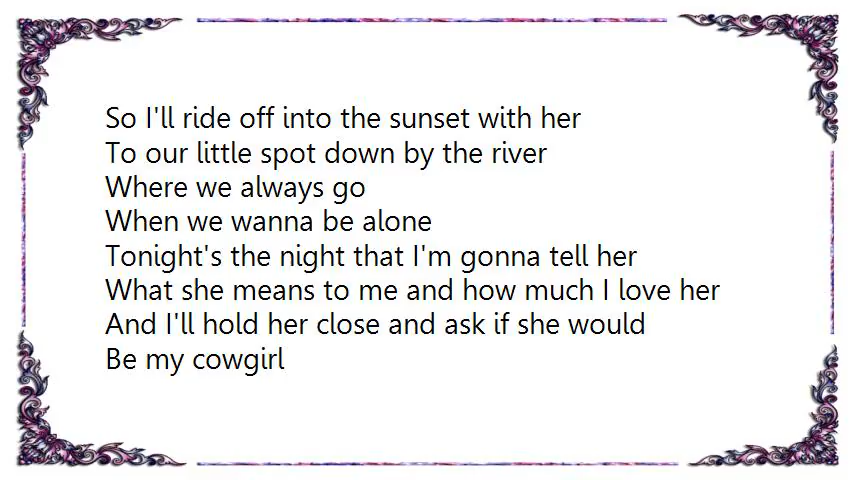 So I'll ride off into the sunset with her
To our little spot down by the river
Where we always go
When we wanna be alone
Tonight's the night that I'm gonna tell her
What she means to me and how much I love her
And I'll hold her close and ask if she would
Be my cowgirl